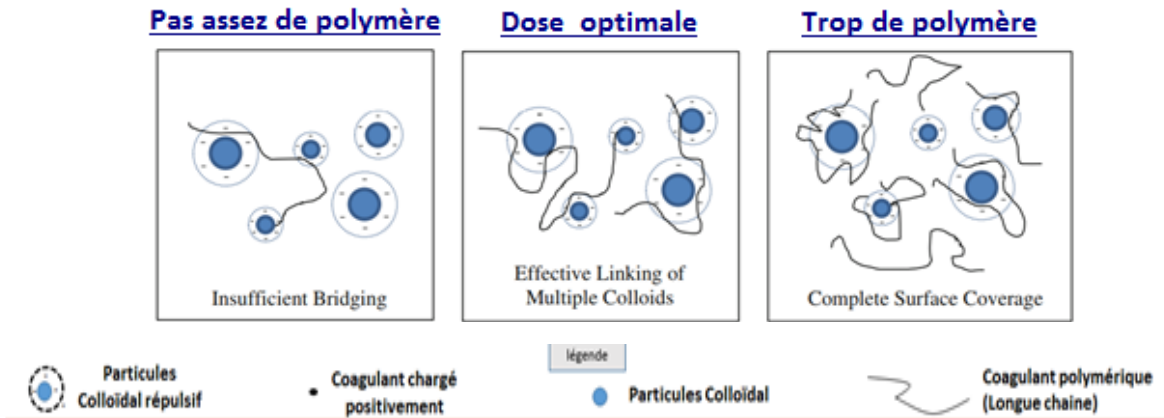 Pas assez de polymère
Dose optimale
Trop de polymère
Insufficient Bridging
Effective Linking of
Multiple Colloids
Complete Surface Coverage
légende
Particules
Colloïdal répulsif
Coagulant chargé
positivement
Particules Colloïdal
Coagulant polymérique
(Longue chaine)